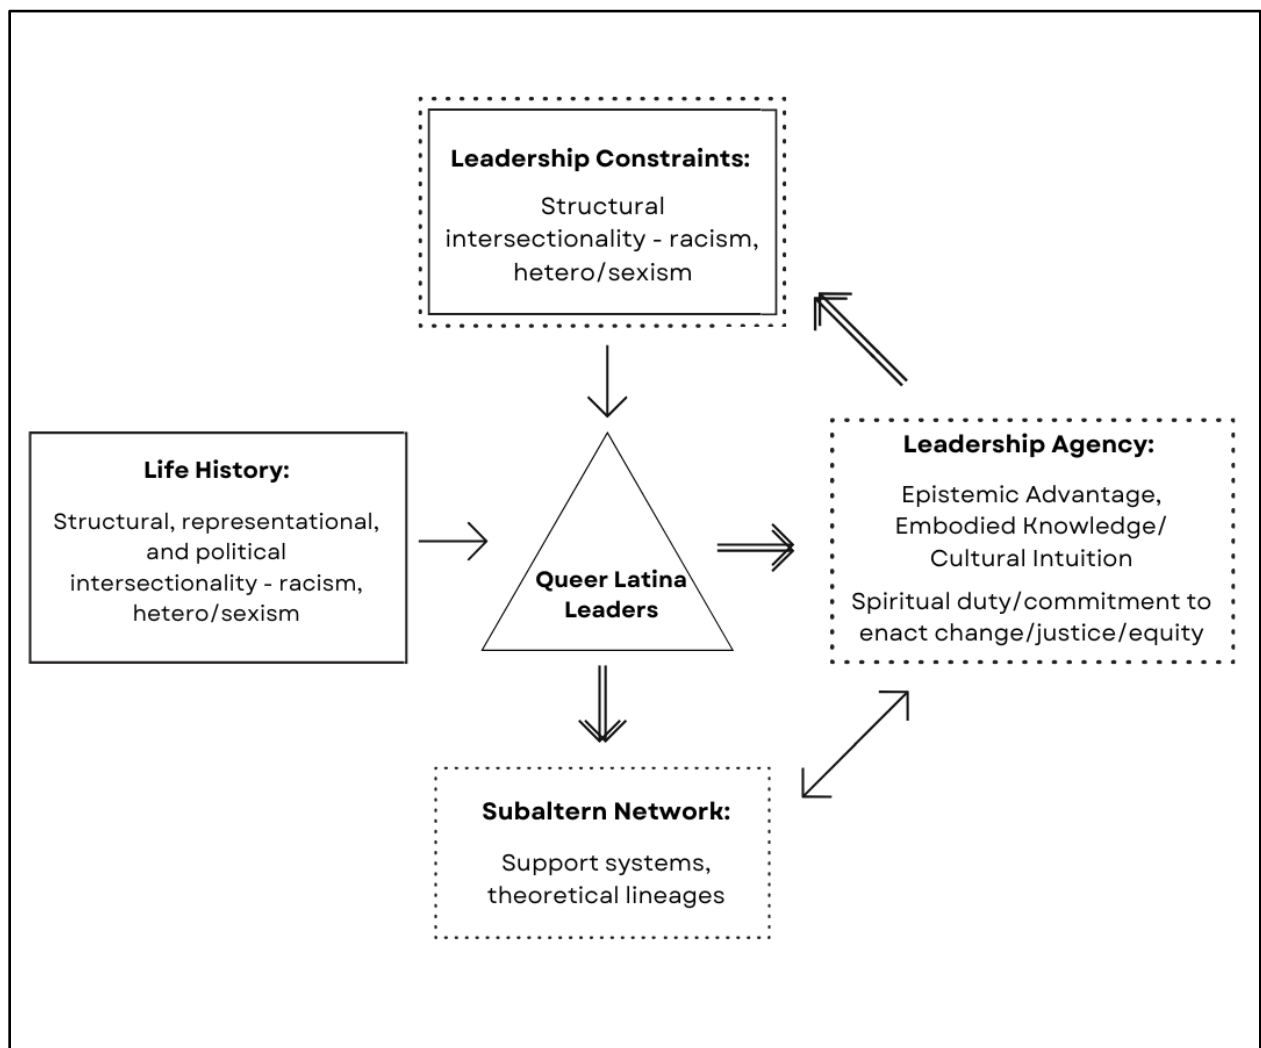 Leadership Constraints:
Structural
intersectionality - racism,
hetero/sexism
Life History:
Structural, representational,
and political
intersectionality - racism,
hetero/sexism
Queer Latina
Leaders
Leadership Agency:
Epistemic Advantage,
Embodied Knowledge/
Cultural Intuition
Spiritual duty/commitment to
enact change/justice/equity
Subaltern Network:
Support systems,
theoretical lineages